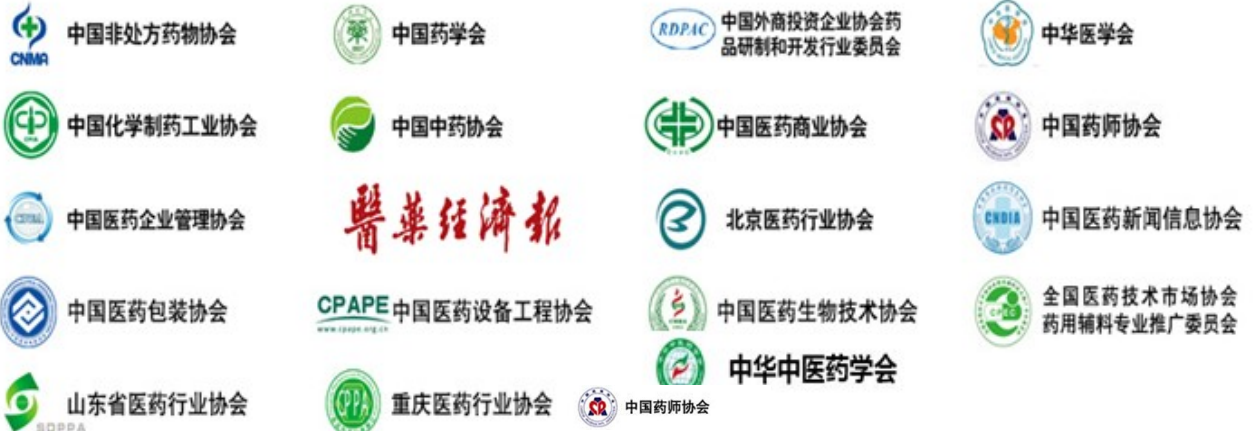 CNMA
中国非处方药物协会
中国药学会
RDPAC
中国外商投资企业协会药
品研制和开发行业委员会
中华医学会
中国化学制药工业协会
中国中药协会
中国医药商业协会
中国药师协会
中国医药企业管理协会
醫藥經濟報
北京医药行业协会
CNDIA
中国医药新闻信息协会
中国医药包装协会
CPAPE
www.cpape.org.cn
中国医药设备工程协会
中国医药生物技术协会
CPEC
全国医药技术市场协会
药用辅料专业推广委员会
中华中医药学会
SDPPA
山东省医药行业协会
CPPA
重庆医药行业协会
中国药师协会